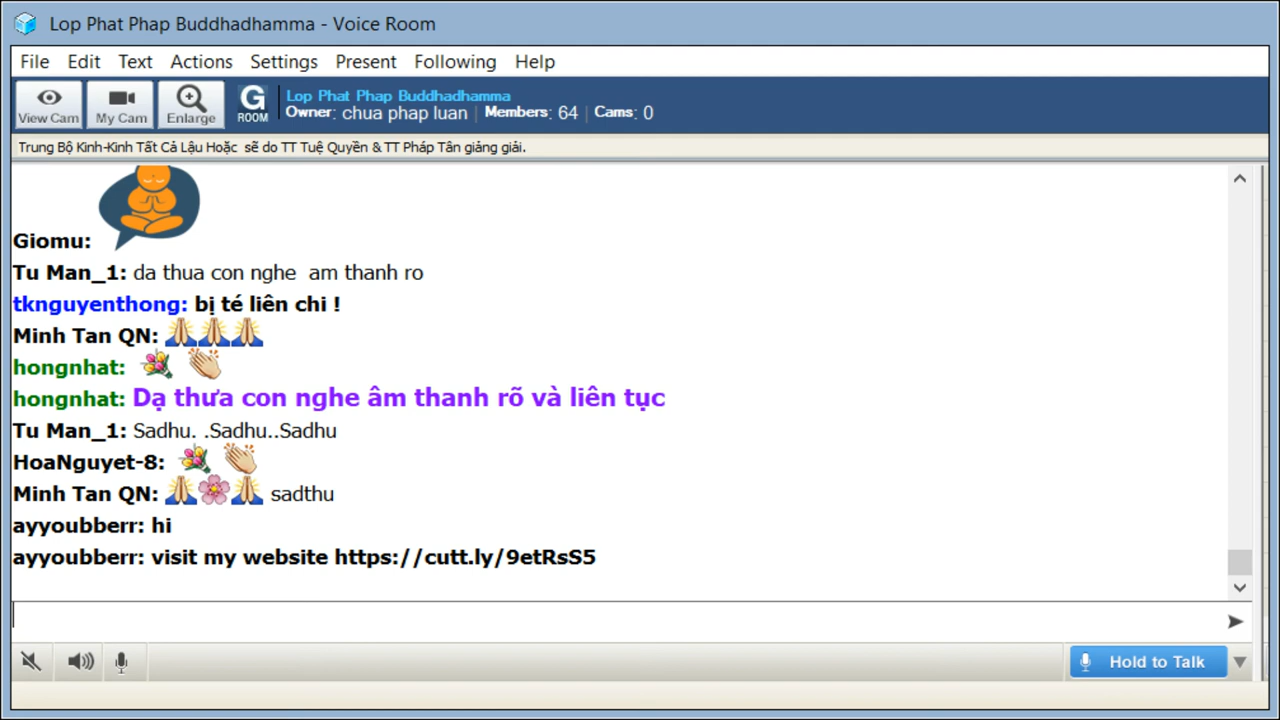 Lop Phat Phap Buddhadhamma - Voice Room
File Edit Text Actions Settings Present Following Help
View Cam My Cam Enlarge G ROOM Lop Phat Phap Buddhadhamma
Owner: chua phap luan | Members: 64 | Cams: 0
Trung Bộ Kinh-Kinh Tất Cả Lậu Hoặc sẽ do TT Tuệ Quyền & TT Pháp Tân giảng giải.
Giomu:
Tu Man_1: da thua con nghe am thanh ro
tknguyenthong: bị té liên chi !
Minh Tan QN: 🙏🙏🙏
hongnhat: 💐 👏
hongnhat: Dạ thưa con nghe âm thanh rõ và liên tục
Tu Man_1: Sadhu. .Sadhu..Sadhu
HoaNguyet-8: 💐 👏
Minh Tan QN: 🙏🌸🙏 sadthu
ayyoubberr: hi
ayyoubberr: visit my website https://cutt.ly/9etRsS5
Hold to Talk